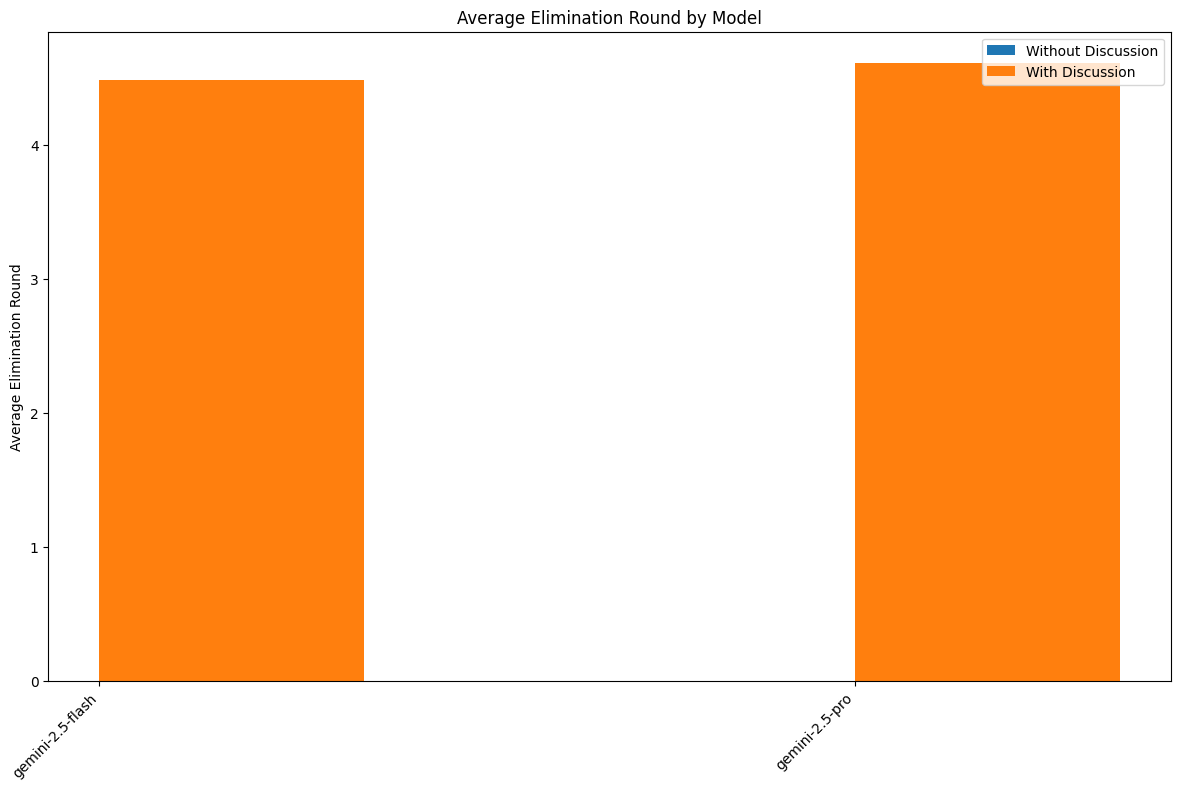 Average Elimination Round by Model
Without Discussion
With Discussion
Average Elimination Round
4
3
2
1
0
gemini-2.5-flash
gemini-2.5-pro